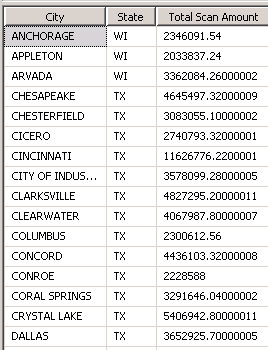 City State Total Scan Amount
ANCHORAGE WI 2346091.54
APPLETON WI 2033837.24
ARVADA WI 3362084.26000002
CHESAPEAKE TX 4645497.32000009
CHESTERFIELD TX 3083055.10000002
CICERO TX 2740793.32000001
CINCINNATI TX 11626776.2200001
CITY OF INDUS... TX 3578099.28000005
CLARKSVILLE TX 4827295.20000011
CLEARWATER TX 4067987.80000007
COLUMBUS TX 2300612.56
CONCORD TX 4436103.32000008
CONROE TX 2228588
CORAL SPRINGS TX 3291646.04000002
CRYSTAL LAKE TX 5406942.80000011
DALLAS TX 3652925.70000005